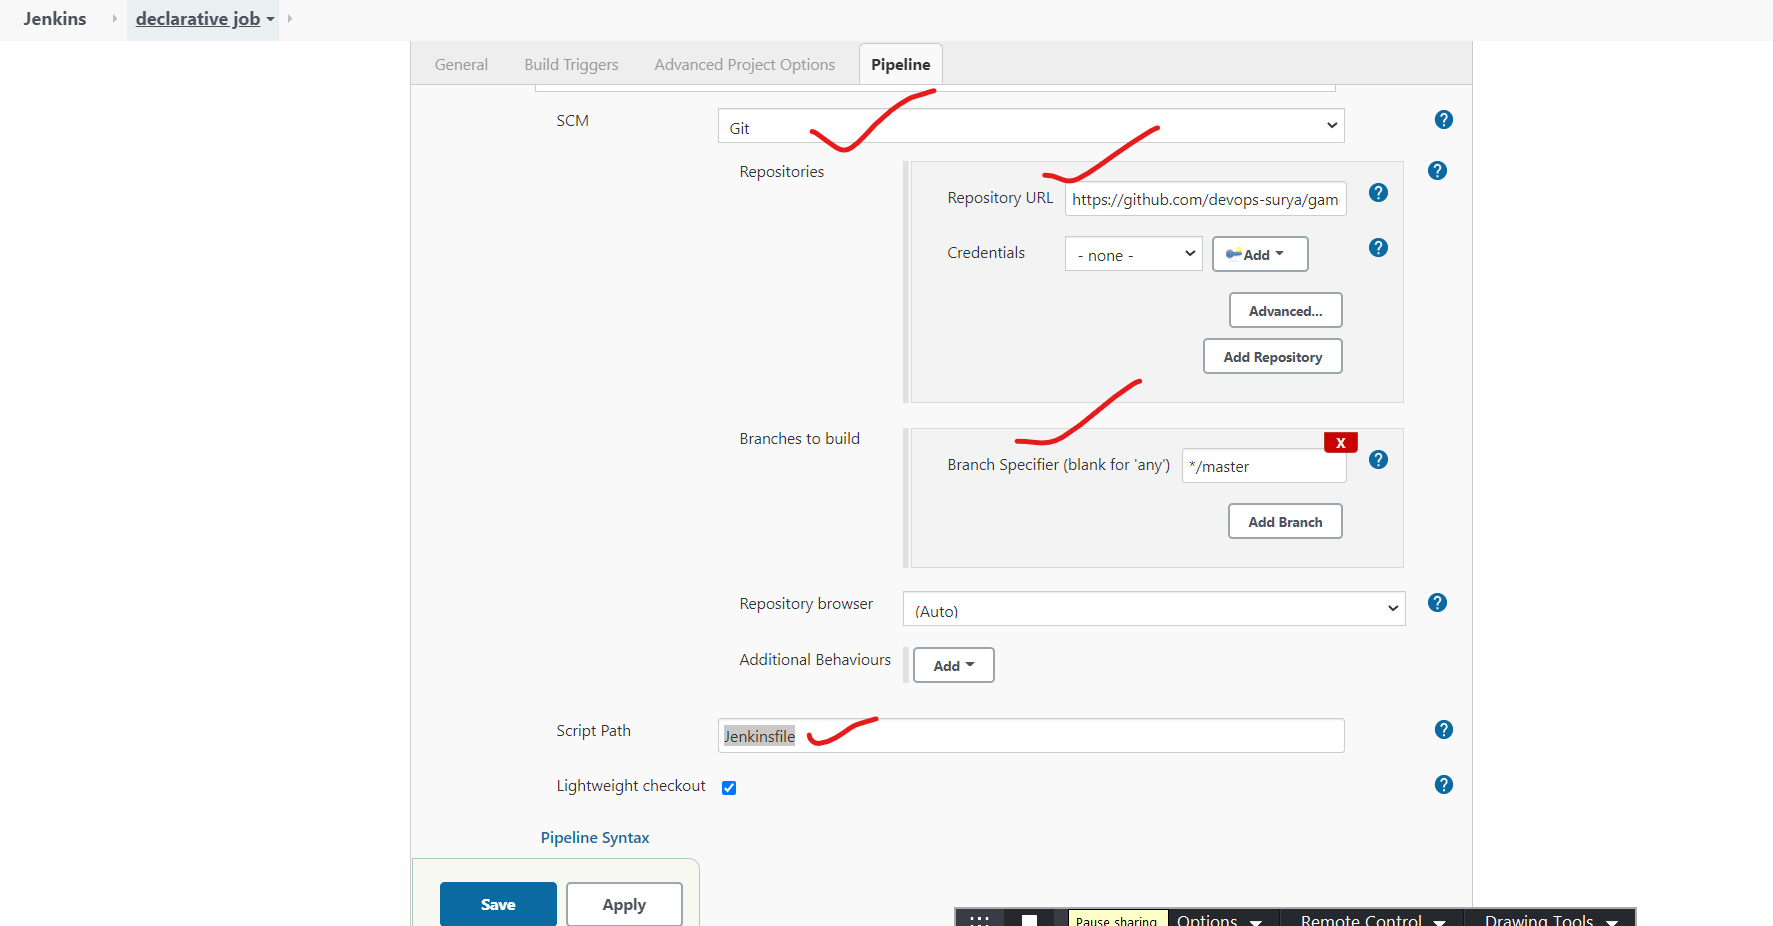 Jenkins declarative job
General Build Triggers Advanced Project Options Pipeline
SCM Git ?
Repositories ?
Repository URL https://github.com/devops-surya/gam ?
Credentials - none - Add ?
Advanced...
Add Repository
Branches to build X
Branch Specifier (blank for 'any') */master ?
Add Branch
Repository browser (Auto) ?
Additional Behaviours Add
Script Path Jenkinsfile ?
Lightweight checkout ?
Pipeline Syntax
Save Apply
Pause sharing Options Remote Control Drawing Tools